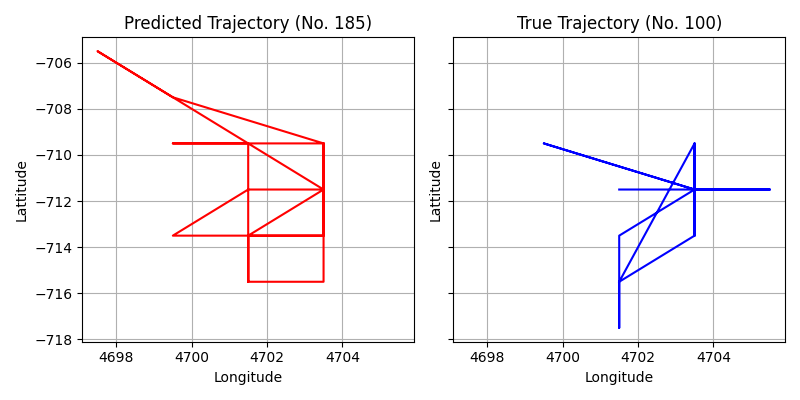 Predicted Trajectory (No. 185)
True Trajectory (No. 100)
−706
−708
−710
−712
−714
−716
−718
Lattitude
Lattitude
4698 4700 4702 4704
4698 4700 4702 4704
Longitude
Longitude